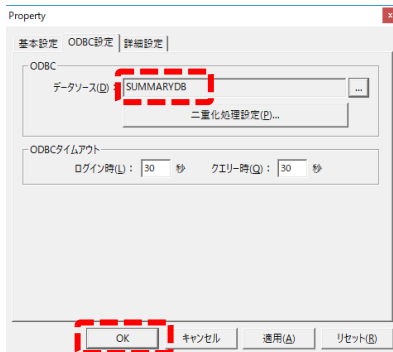 Property
x
基本設定 ODBC設定 詳細設定
ODBC
データソース(D)： SUMMARYDB ...
二重化処理設定(P)...
ODBCタイムアウト
ログイン時(L)： 30 秒 クエリー時(Q)： 30 秒
OK キャンセル 適用(A) リセット(R)